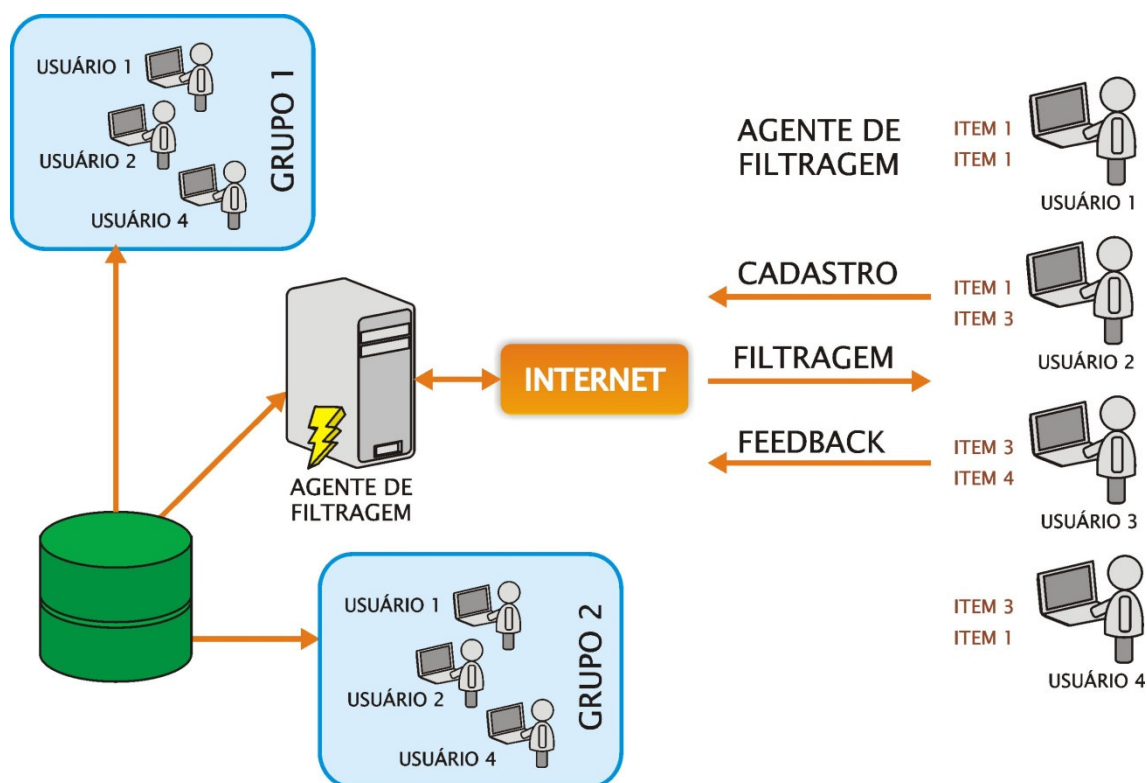 USUÁRIO 1
USUÁRIO 2
USUÁRIO 4
GRUPO 1
AGENTE DE
FILTRAGEM
INTERNET
USUÁRIO 1
USUÁRIO 2
USUÁRIO 4
GRUPO 2
AGENTE DE
FILTRAGEM
CADASTRO
FILTRAGEM
FEEDBACK
ITEM 1
ITEM 1
USUÁRIO 1
ITEM 1
ITEM 3
USUÁRIO 2
ITEM 3
ITEM 4
USUÁRIO 3
ITEM 3
ITEM 1
USUÁRIO 4